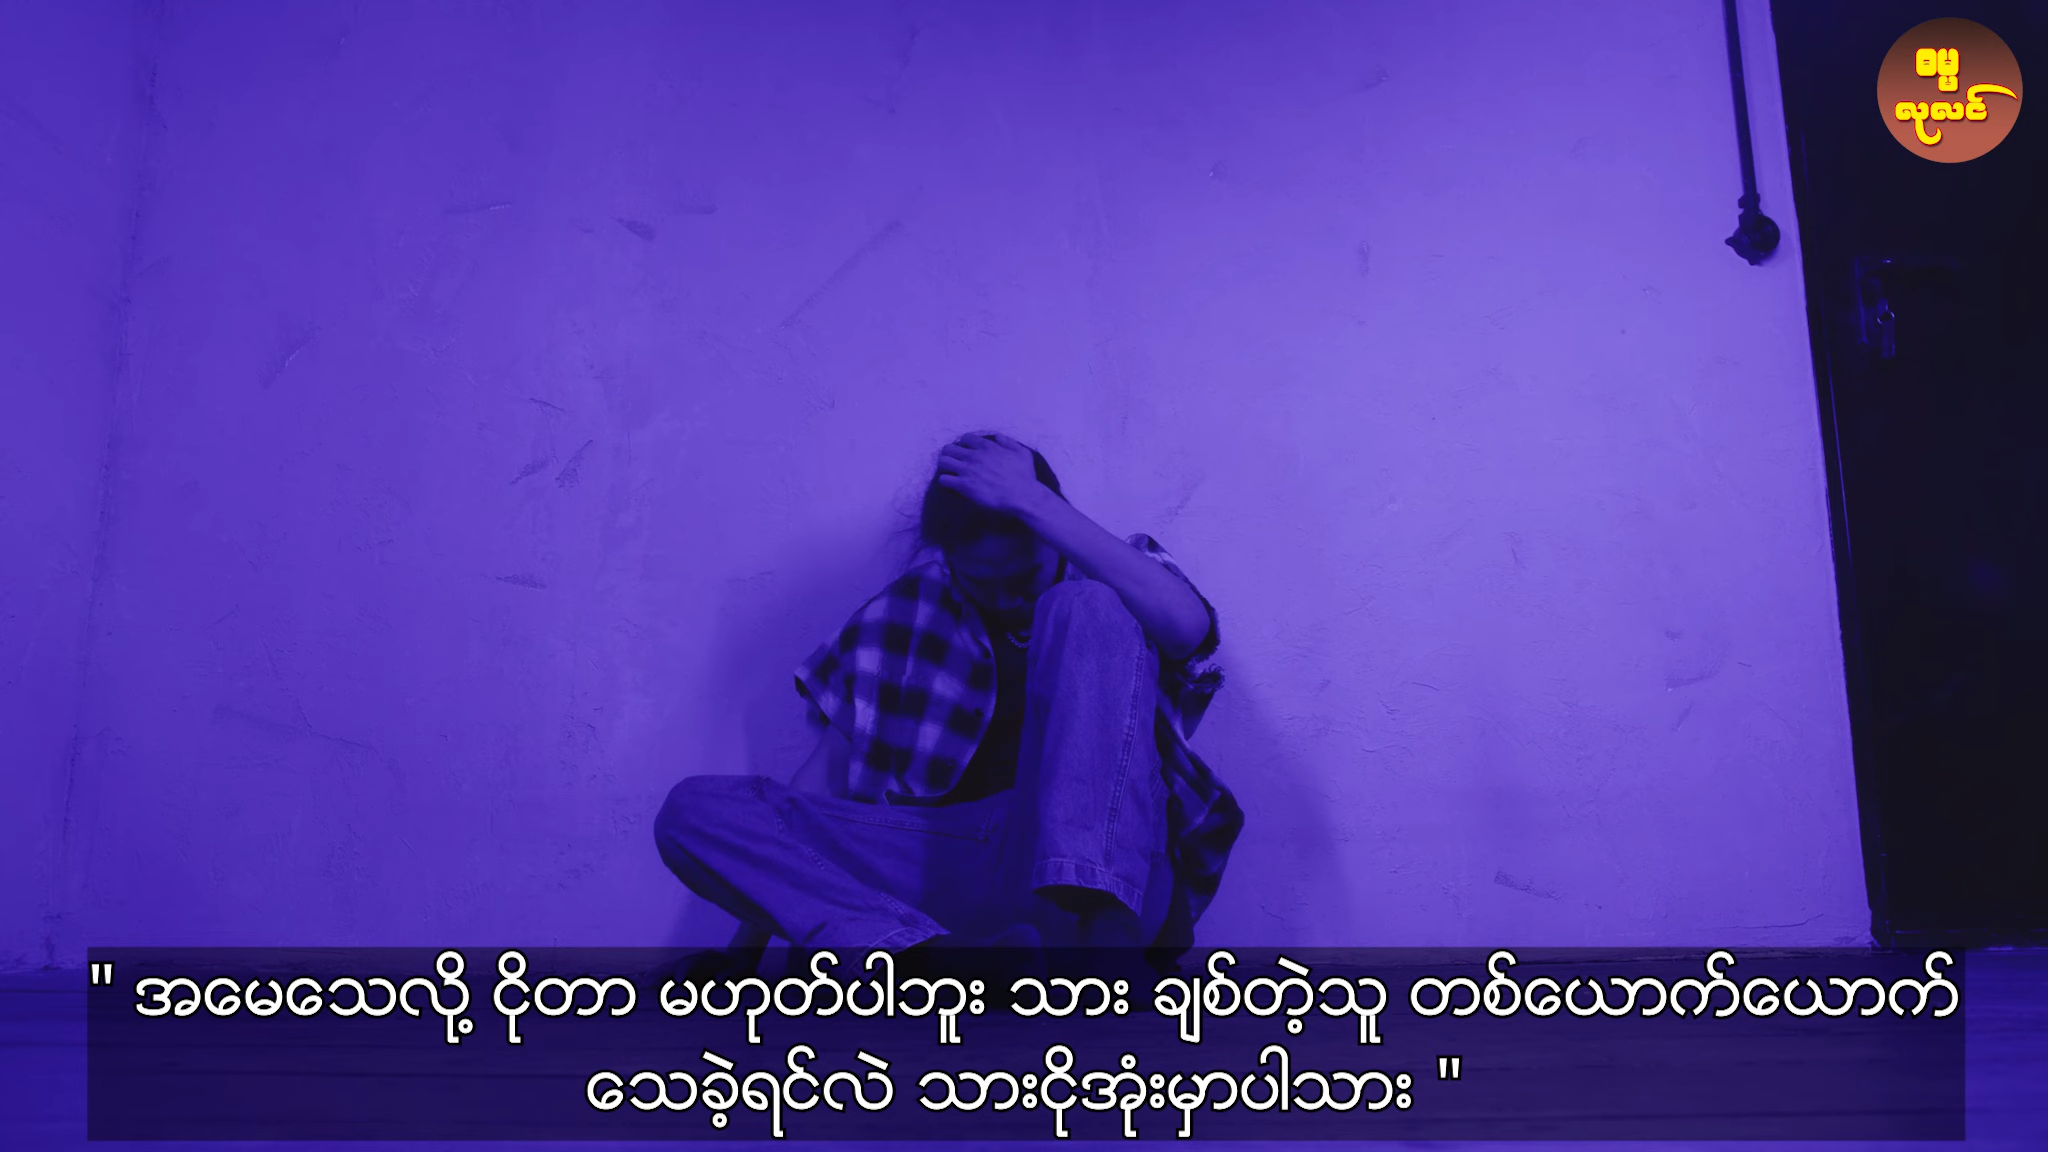 ဓမ္မ
လုလင်
" အမေသေလို့ ငိုတာ မဟုတ်ပါဘူး သား ချစ်တဲ့သူ တစ်ယောက်ယောက်
သေခဲ့ရင်လဲ သားငိုအုံးမှာပါသား "